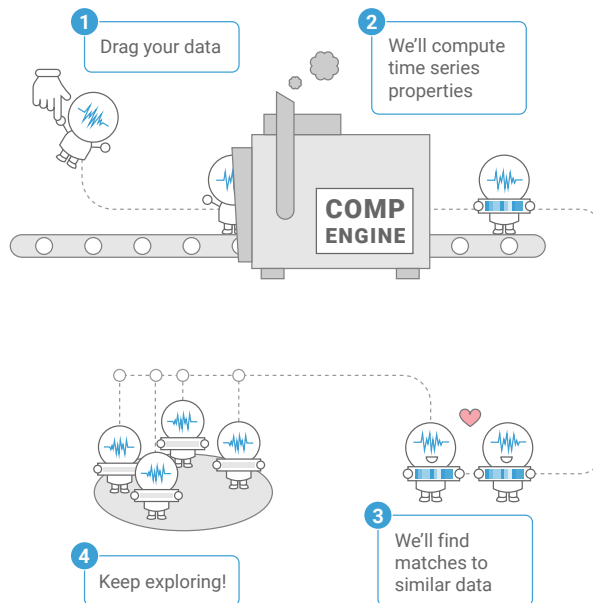 1
Drag your data
2
We'll compute
time series
properties
COMP
ENGINE
3
We'll find
matches to
similar data
4
Keep exploring!